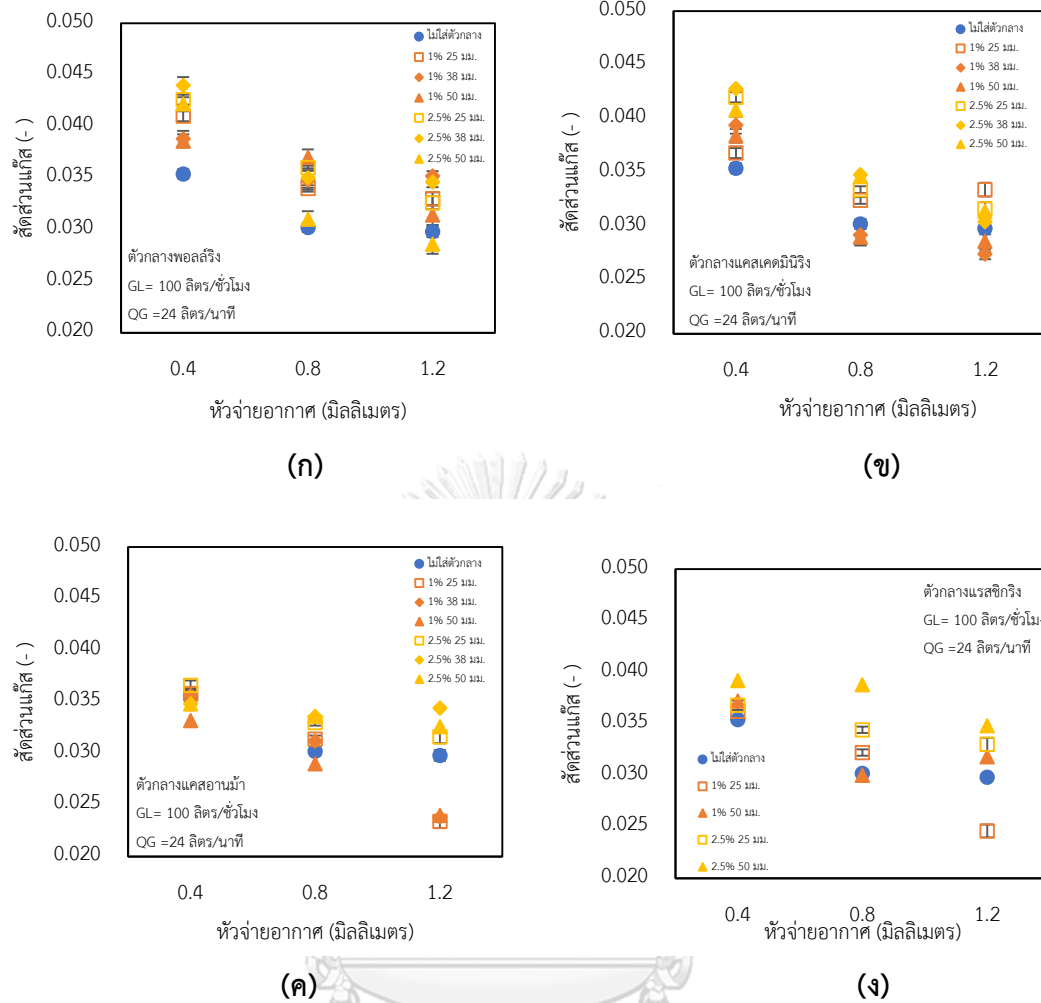 0.050
0.045
0.040
0.035
0.030
0.025
0.020
สัดส่วนแก๊ส (- )
ไม่ใส่ตัวกลาง
1% 25 มม.
1% 38 มม.
1% 50 มม.
2.5% 25 มม.
2.5% 38 มม.
2.5% 50 มม.
ตัวกลางพอลล์ริง
GL= 100 ลิตร/ชั่วโมง
QG =24 ลิตร/นาที
0.4 0.8 1.2
หัวจ่ายอากาศ (มิลลิเมตร)
(ก)
0.050
0.045
0.040
0.035
0.030
0.025
0.020
สัดส่วนแก๊ส (- )
ไม่ใส่ตัวกลาง
1% 25 มม.
1% 38 มม.
1% 50 มม.
2.5% 25 มม.
2.5% 38 มม.
2.5% 50 มม.
ตัวกลางแคสเคดมินิริง
GL= 100 ลิตร/ชั่วโมง
QG =24 ลิตร/นาที
0.4 0.8 1.2
หัวจ่ายอากาศ (มิลลิเมตร)
(ข)
0.050
0.045
0.040
0.035
0.030
0.025
0.020
สัดส่วนแก๊ส (- )
ไม่ใส่ตัวกลาง
1% 25 มม.
1% 38 มม.
1% 50 มม.
2.5% 25 มม.
2.5% 38 มม.
2.5% 50 มม.
ตัวกลางแคสอานม้า
GL= 100 ลิตร/ชั่วโมง
QG =24 ลิตร/นาที
0.4 0.8 1.2
หัวจ่ายอากาศ (มิลลิเมตร)
(ค)
0.050
0.045
0.040
0.035
0.030
0.025
0.020
สัดส่วนแก๊ส (- )
ตัวกลางแรสชิกริง
GL= 100 ลิตร/ชั่วโมง
QG =24 ลิตร/นาที
ไม่ใส่ตัวกลาง
1% 25 มม.
1% 50 มม.
2.5% 25 มม.
2.5% 50 มม.
0.4 0.8 1.2
หัวจ่ายอากาศ (มิลลิเมตร)
(ง)